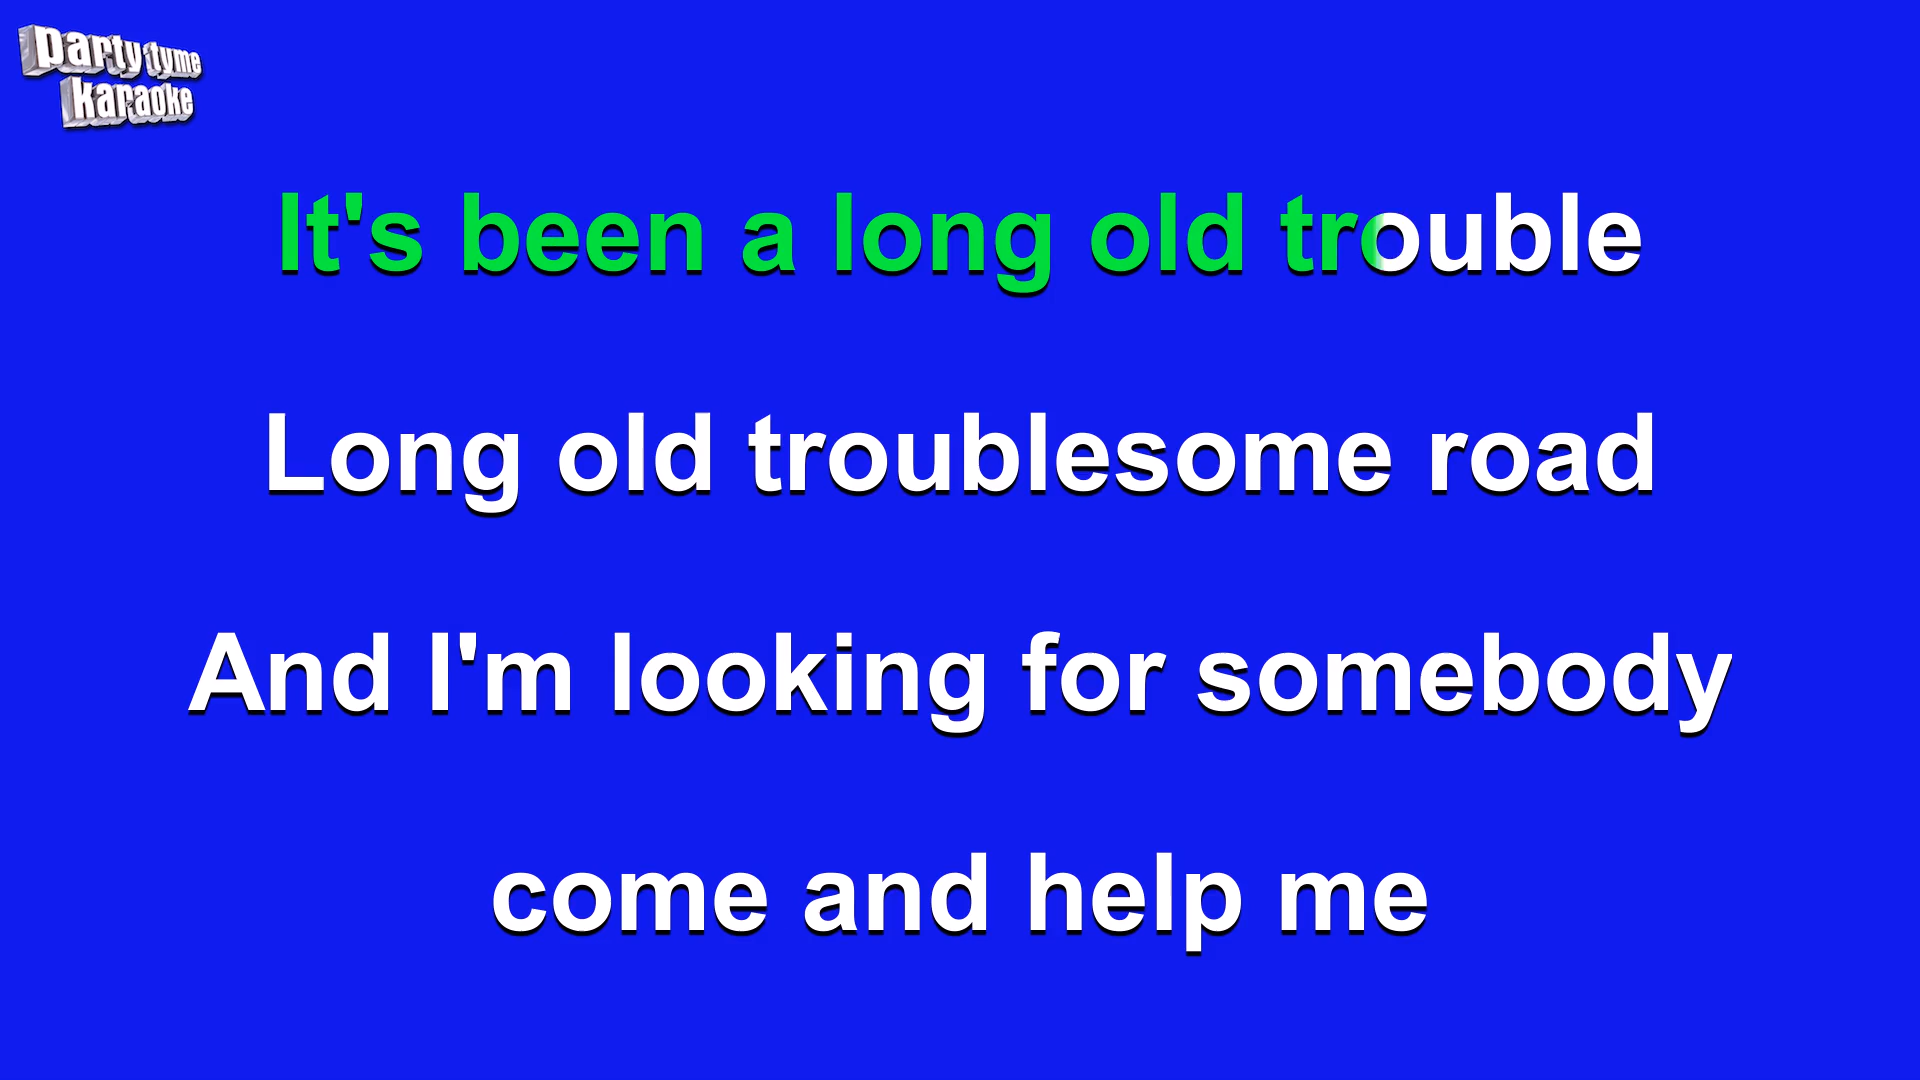 party tyme
karaoke
It's been a long old trouble
Long old troublesome road
And I'm looking for somebody
come and help me